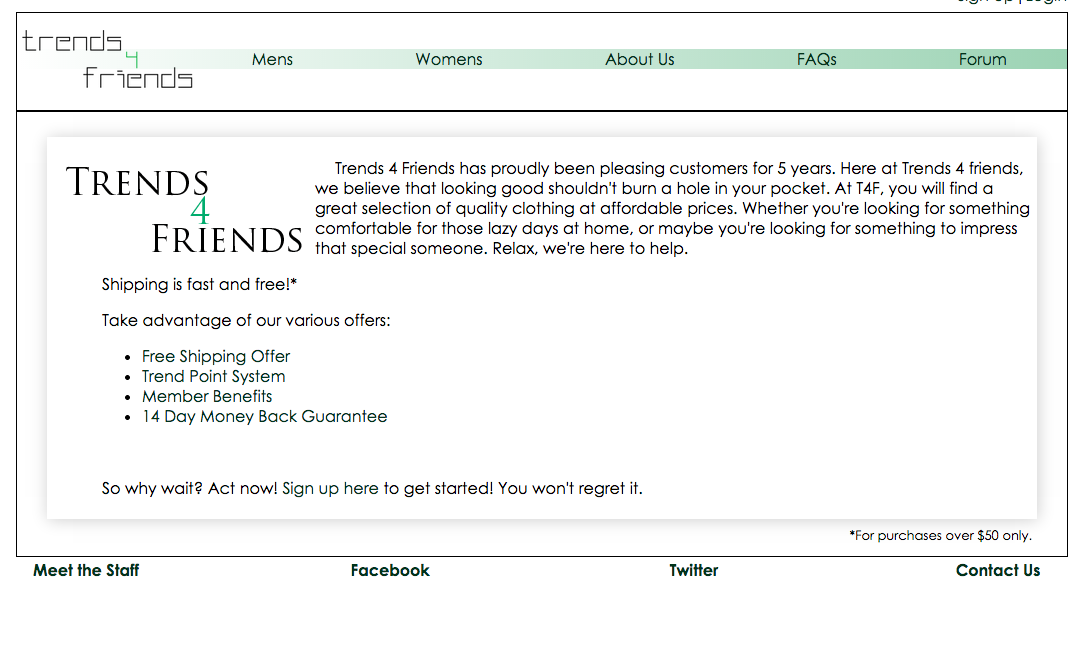 Sign Up | Login
trends
4
friends
Mens Womens About Us FAQs Forum
TRENDS
4
FRIENDS
Trends 4 Friends has proudly been pleasing customers for 5 years. Here at Trends 4 friends,
we believe that looking good shouldn't burn a hole in your pocket. At T4F, you will find a
great selection of quality clothing at affordable prices. Whether you're looking for something
comfortable for those lazy days at home, or maybe you're looking for something to impress
that special someone. Relax, we're here to help.
Shipping is fast and free!*
Take advantage of our various offers:
• Free Shipping Offer
• Trend Point System
• Member Benefits
• 14 Day Money Back Guarantee
So why wait? Act now! Sign up here to get started! You won't regret it.
*For purchases over $50 only.
Meet the Staff Facebook Twitter Contact Us